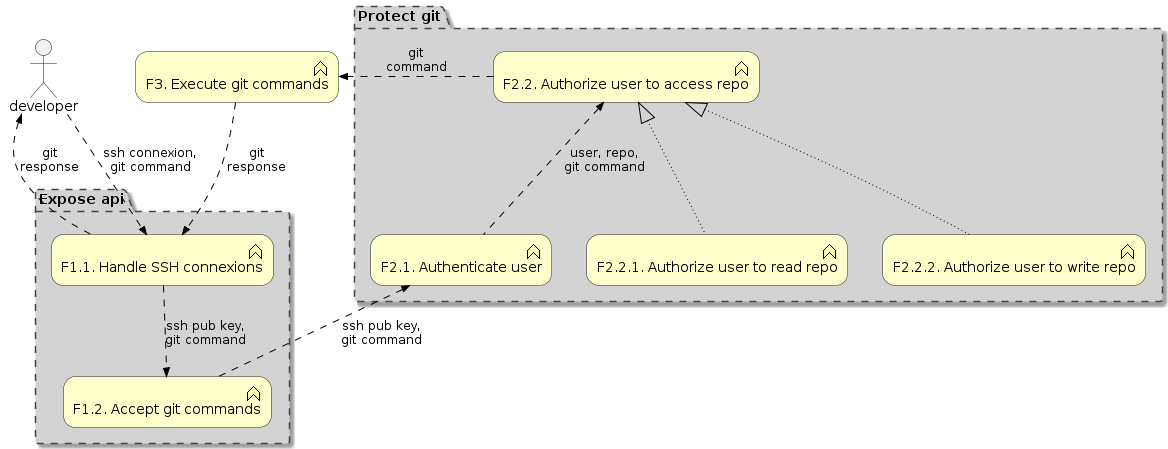 Protect git
developer
F3. Execute git commands
git
command
F2.2. Authorize user to access repo
git
response
ssh connexion,
git command
git
response
user, repo,
git command
Expose api
F1.1. Handle SSH connexions
F2.1. Authenticate user
F2.2.1. Authorize user to read repo
F2.2.2. Authorize user to write repo
ssh pub key,
git command
ssh pub key,
git command
F1.2. Accept git commands